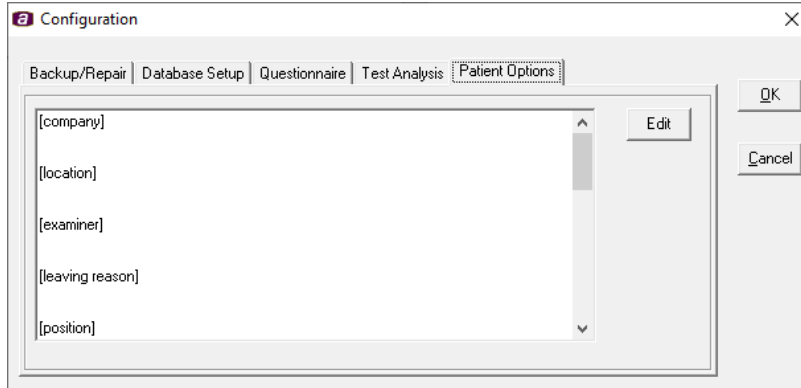 a Configuration
Backup/Repair Database Setup Questionnaire Test Analysis Patient Options
OK
[company]
Edit
Cancel
[location]
[examiner]
[leaving reason]
[position]